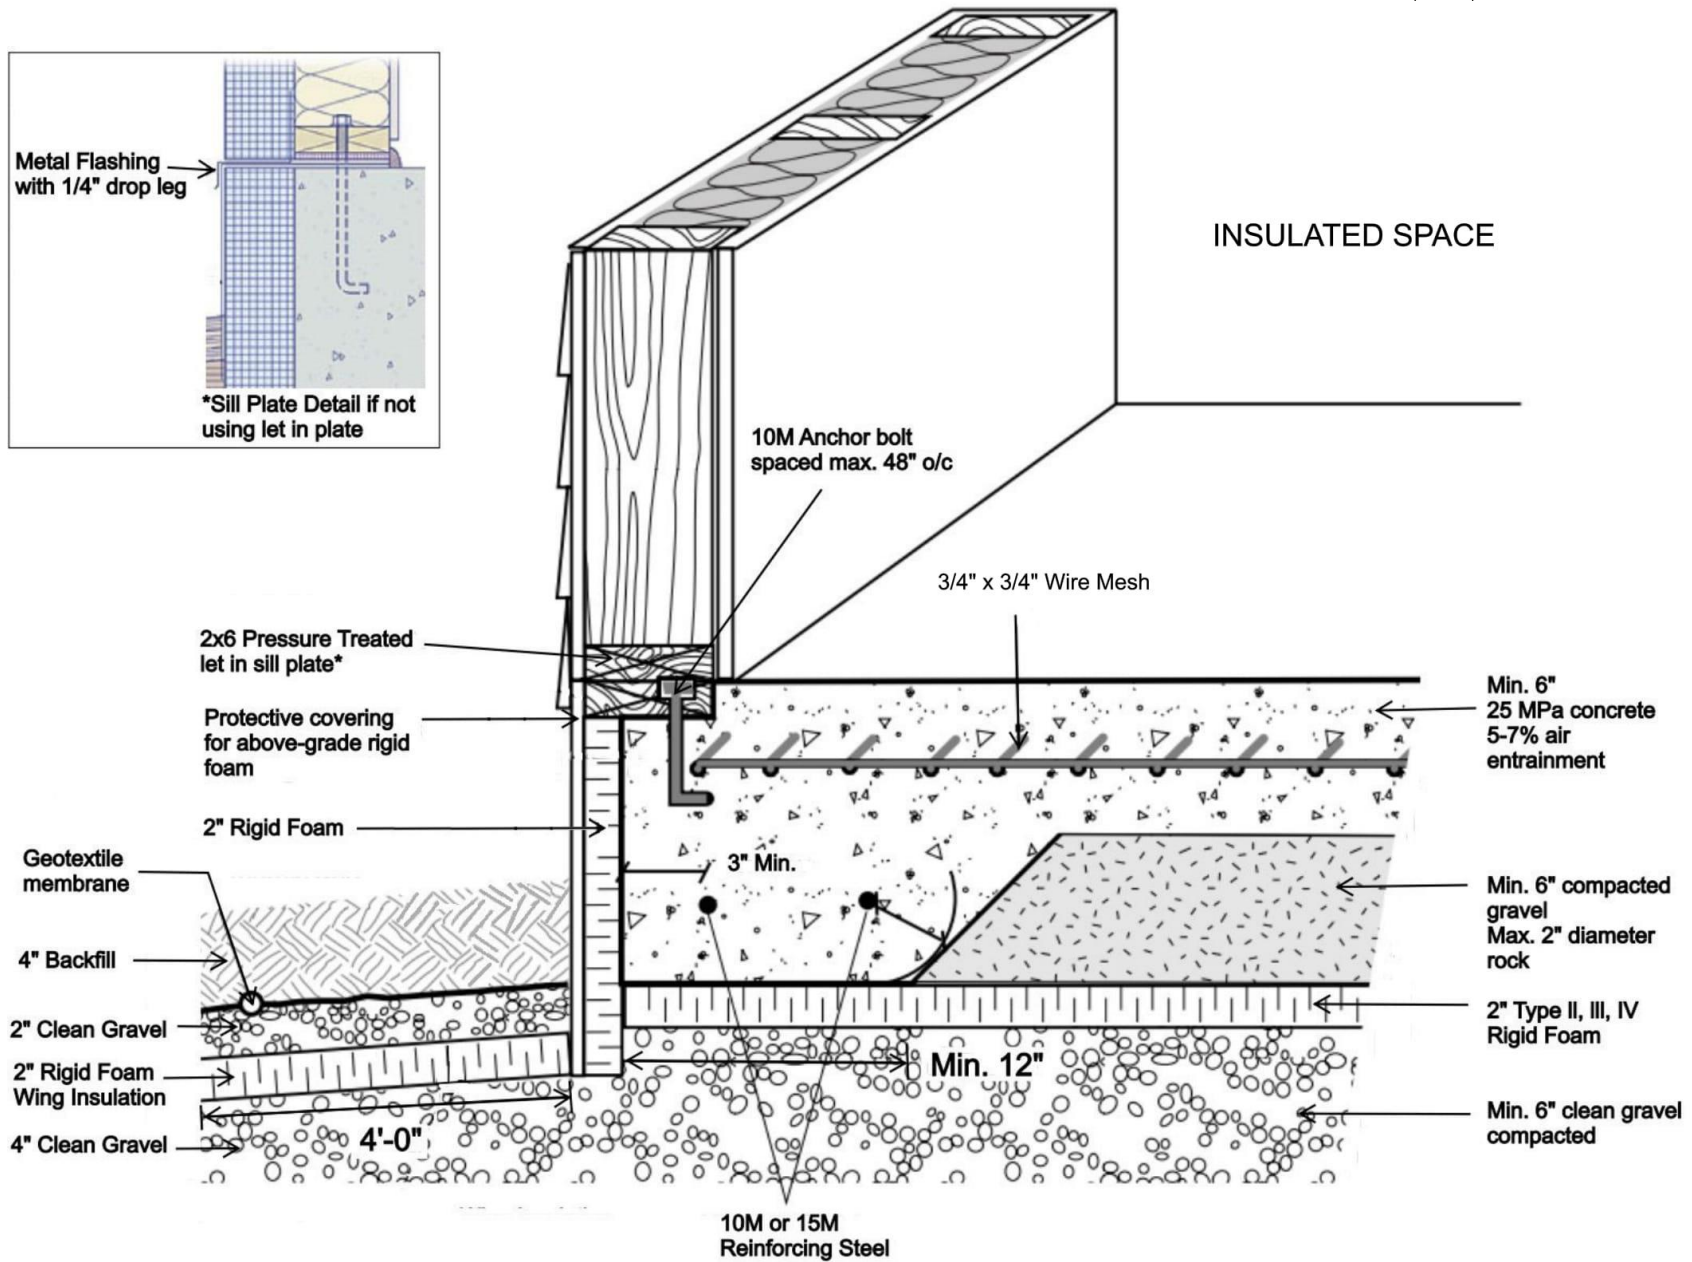 Metal Flashing
with 1/4" drop leg
*Sill Plate Detail if not
using let in plate
INSULATED SPACE
10M Anchor bolt
spaced max. 48" o/c
3/4" x 3/4" Wire Mesh
2x6 Pressure Treated
let in sill plate*
Protective covering
for above-grade rigid
foam
2" Rigid Foam
Geotextile
membrane
4" Backfill
2" Clean Gravel
2" Rigid Foam
Wing Insulation
4" Clean Gravel
4'-0"
3" Min.
Min. 12"
10M or 15M
Reinforcing Steel
Min. 6"
25 MPa concrete
5-7% air
entrainment
Min. 6" compacted
gravel
Max. 2" diameter
rock
2" Type II, III, IV
Rigid Foam
Min. 6" clean gravel
compacted